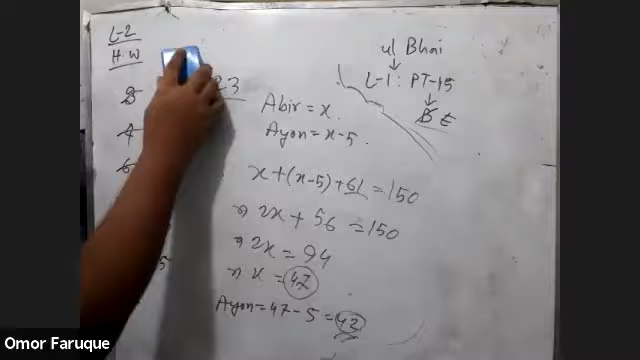 L-2
H.W
ul Bhai
L-1: PT-15
E
23
Abir = x.
Ayon = x-5.
x+(x-5)+61=150
⇒ 2x + 56 = 150
⇒ 2x = 94
⇒ x = 47
Ayon = 47-5 = 42
Omor Faruque